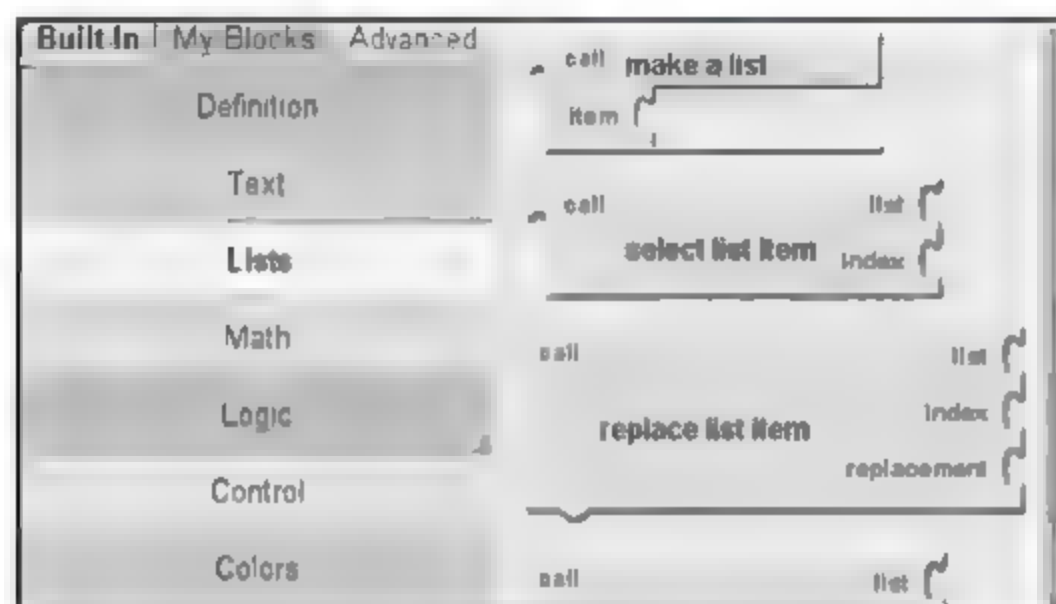 Built-In My Blocks Advanced
Definition
Text
Lists
Math
Logic
Control
Colors
call make a list
item
call list
select list item index
call list
index
replace list item
replacement
call list